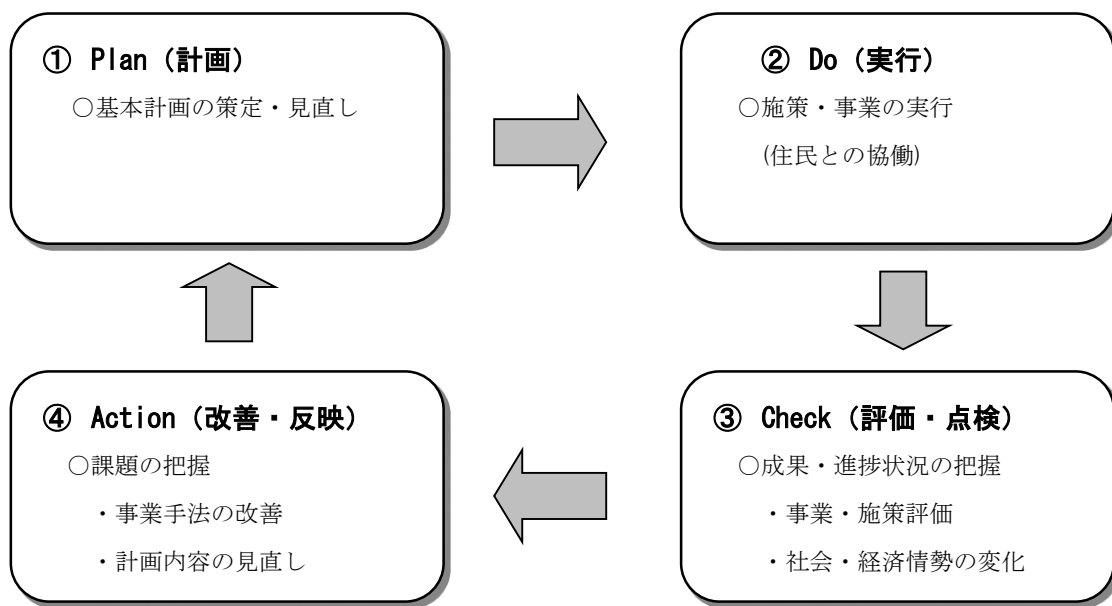 ① Plan（計画）
○基本計画の策定・見直し
② Do（実行）
○施策・事業の実行
(住民との協働)
③ Check（評価・点検）
○成果・進捗状況の把握
・事業・施策評価
・社会・経済情勢の変化
④ Action（改善・反映）
○課題の把握
・事業手法の改善
・計画内容の見直し